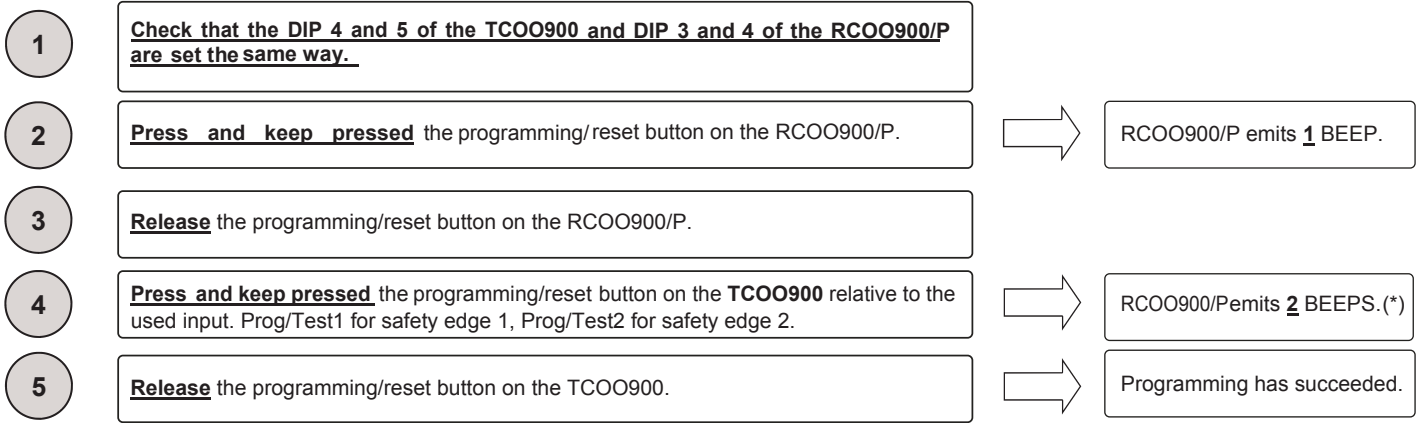 1
Check that the DIP 4 and 5 of the TCOO900 and DIP 3 and 4 of the RCOO900/P
are set the same way.
2
Press and keep pressed the programming/reset button on the RCOO900/P.
RCOO900/P emits 1 BEEP.
3
Release the programming/reset button on the RCOO900/P.
4
Press and keep pressed the programming/reset button on the TCOO900 relative to the
used input. Prog/Test1 for safety edge 1, Prog/Test2 for safety edge 2.
RCOO900/Pemits 2 BEEPS.(*)
5
Release the programming/reset button on the TCOO900.
Programming has succeeded.